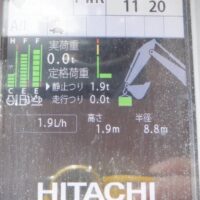 11 20
H F F
実荷重
0.0t
定格荷重
静止つり 1.9t
走行つり 0.0t
C E E
1.9L/h
高さ 半径
1.9m 8.8m
HITACHI